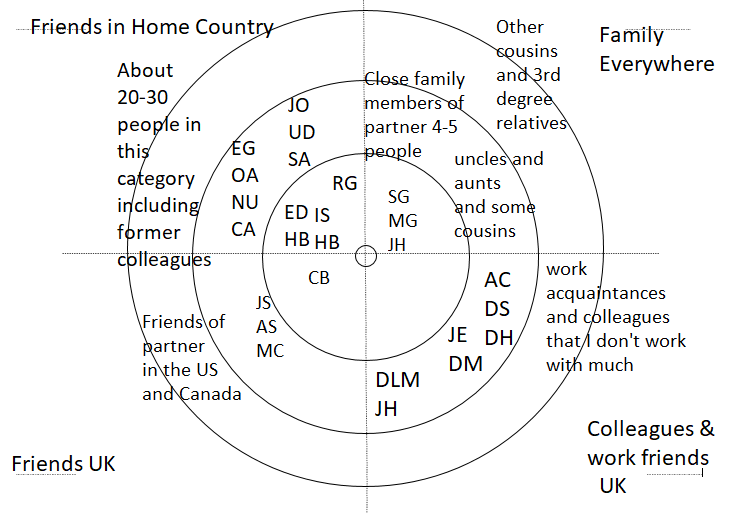 Friends in Home Country
Family
Everywhere
About
20-30
people in
this
category
including
former
colleagues
JO
UD
SA
EG
OA
NU
CA
RG
ED
HB
IS
HB
Close family
members of
partner 4-5
people
Other
cousins
and 3rd
degree
relatives
uncles and
aunts
and some
cousins
SG
MG
JH
CB
JS
AS
MC
Friends of
partner
in the US
and Canada
Friends UK
AC
DS
DH
JE
DM
DLM
JH
work
acquaintances
and colleagues
that I don't work
with much
Colleagues &
work friends
UK